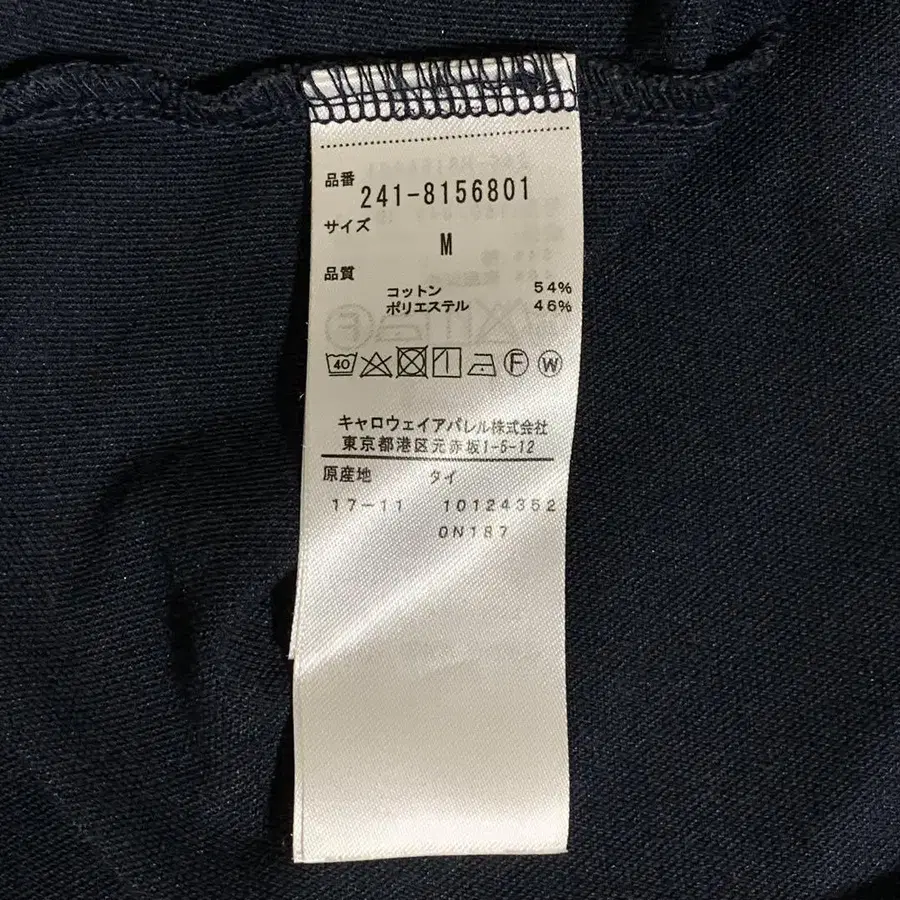 品番
241-8156801
サイズ
M
品質
コットン 54%
ポリエステル 46%
40 F W
キャロウェイアパレル株式会社
東京都港区元赤坂1-5-12
原産地 タイ
17-11 10124352
0N187